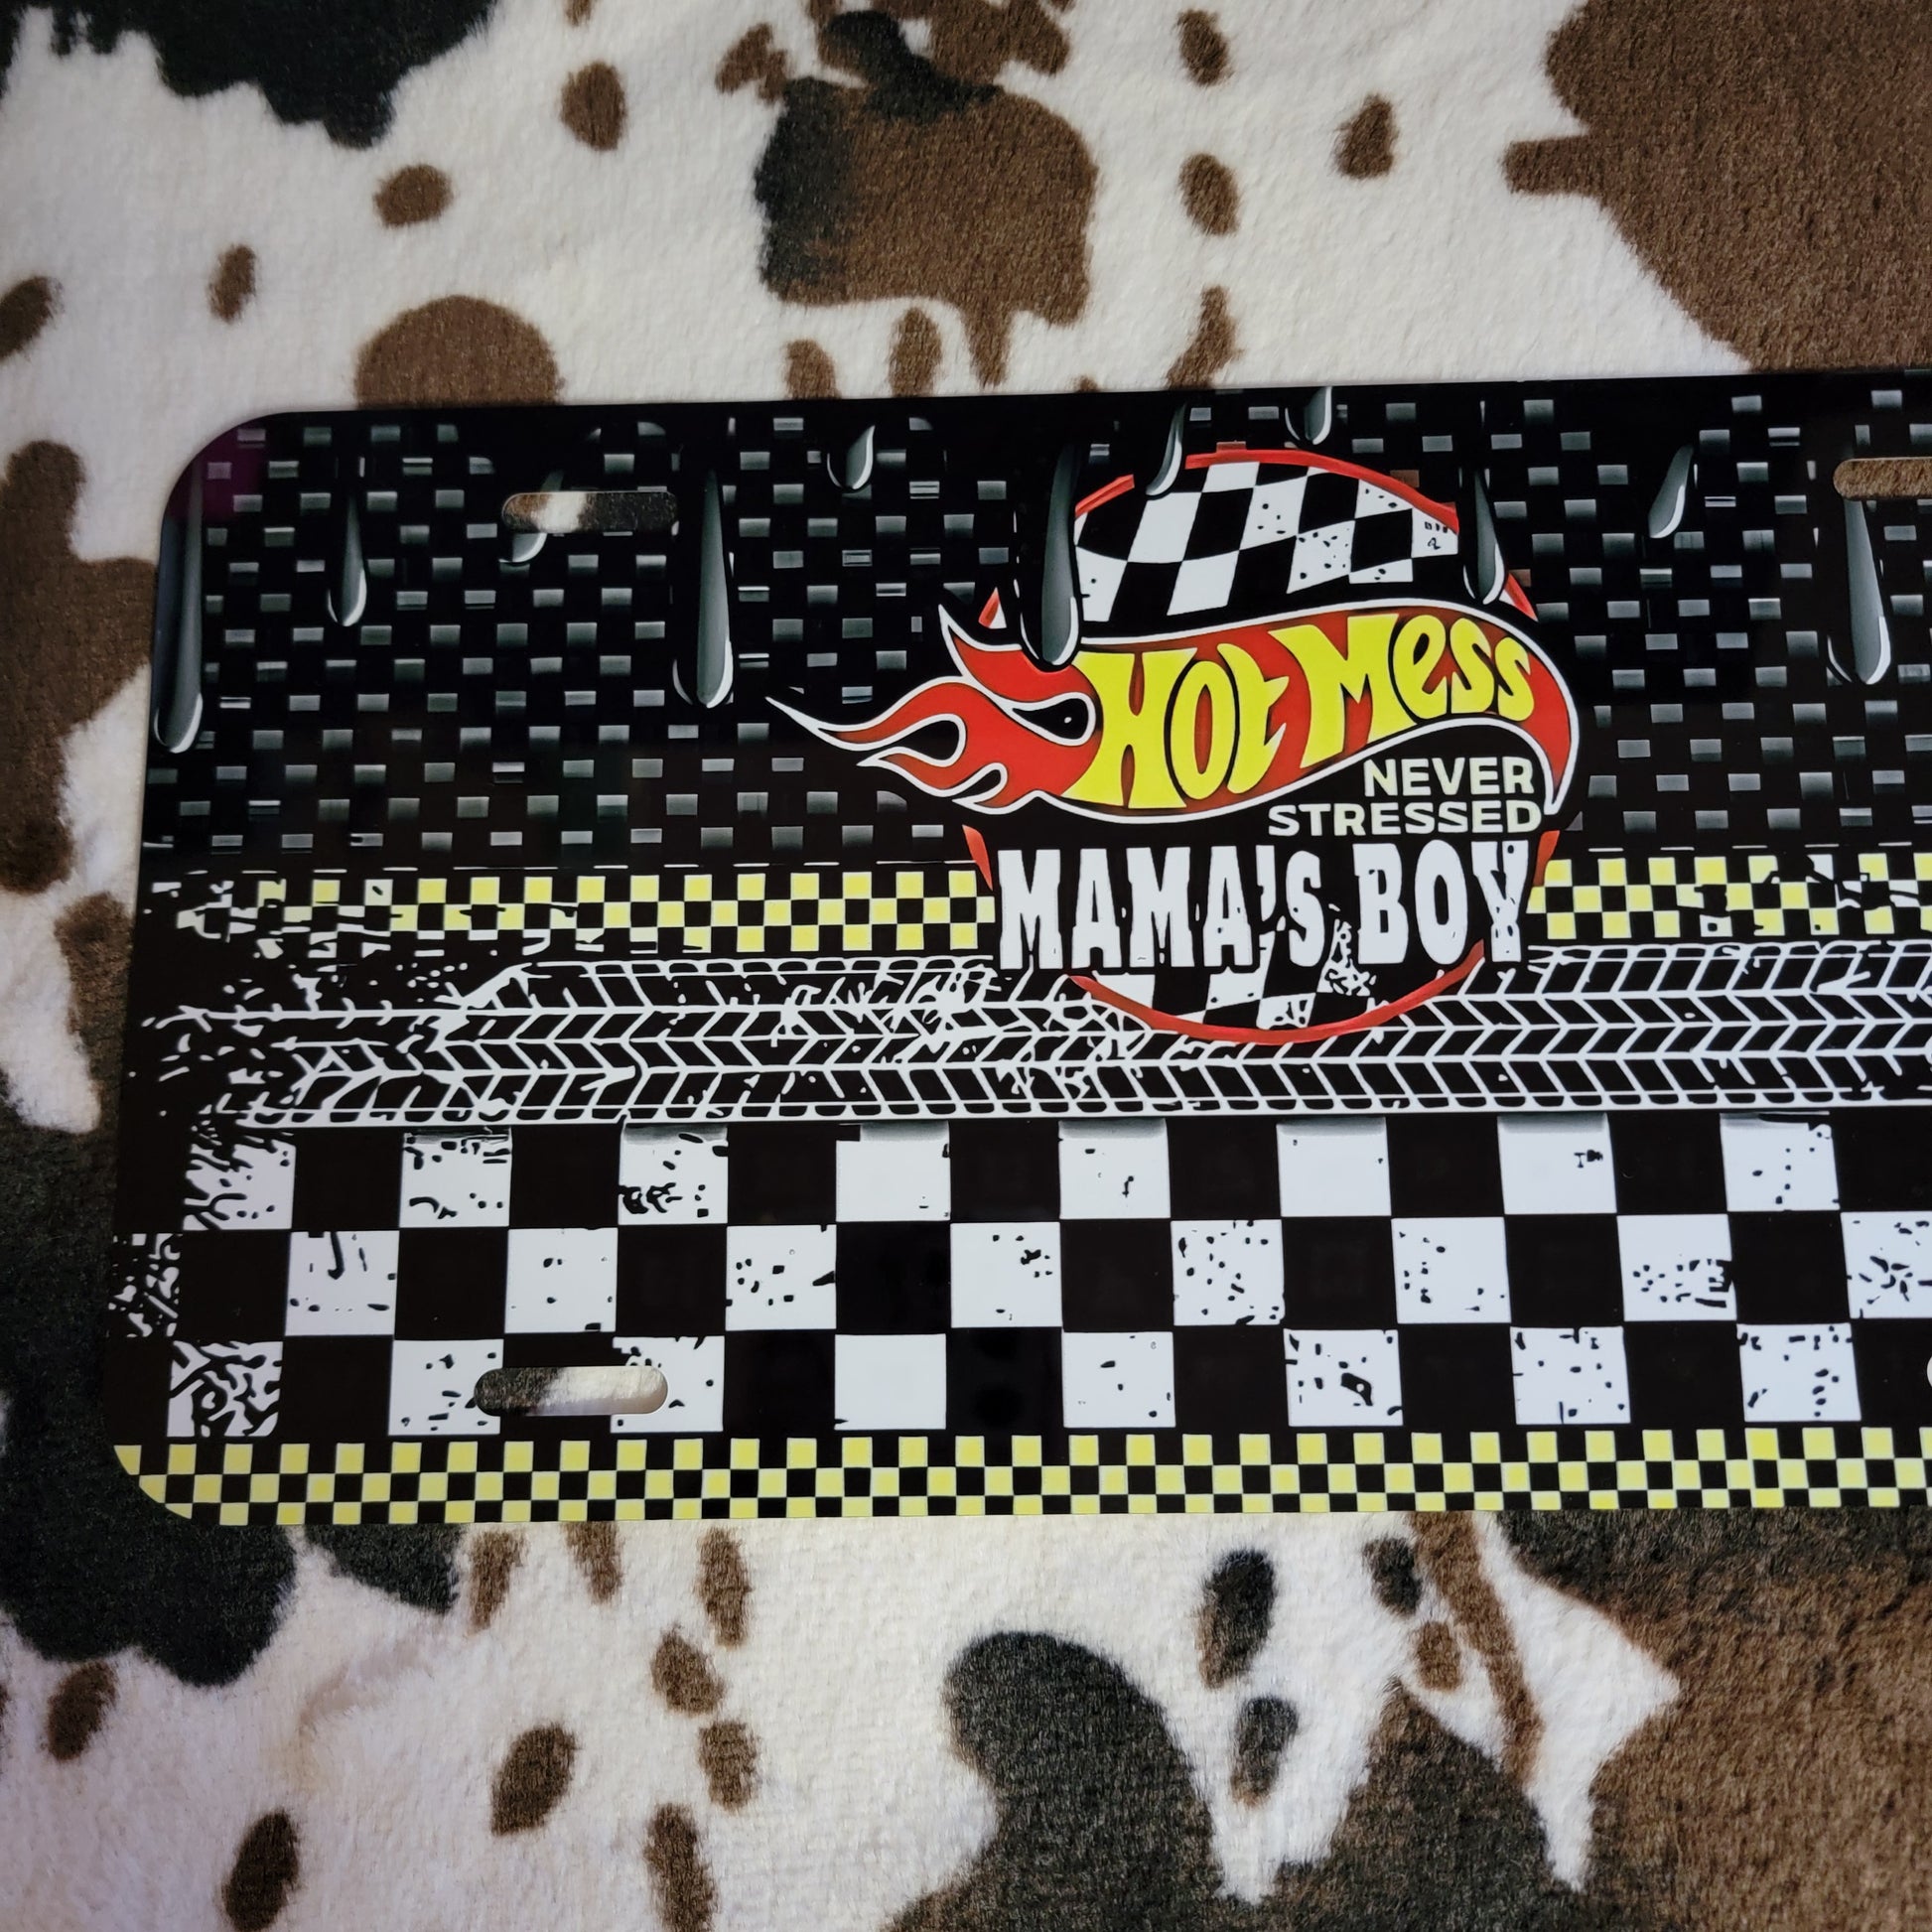 Hot Mess
NEVER
STRESSED
MAMA'S BOY